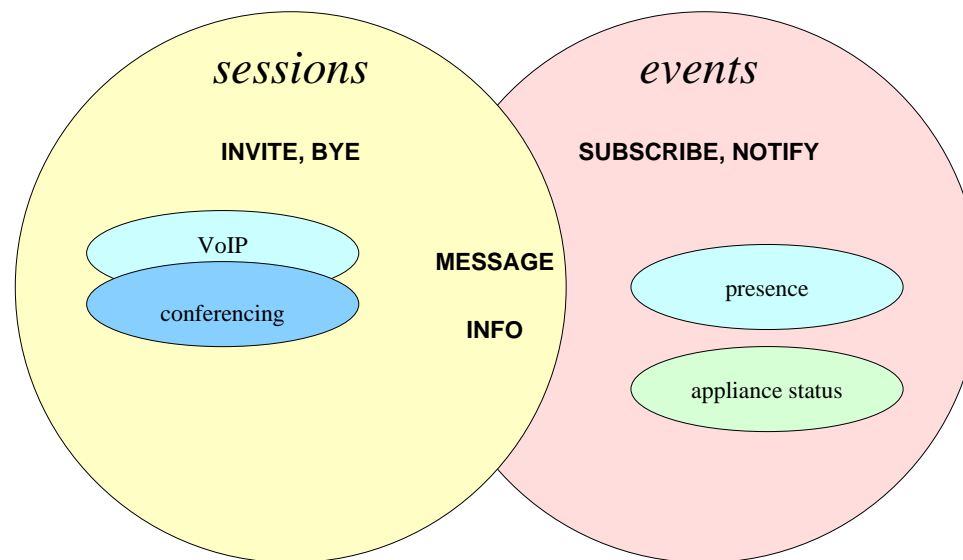 sessions
events
INVITE, BYE
SUBSCRIBE, NOTIFY
VoIP
MESSAGE
presence
conferencing
INFO
appliance status